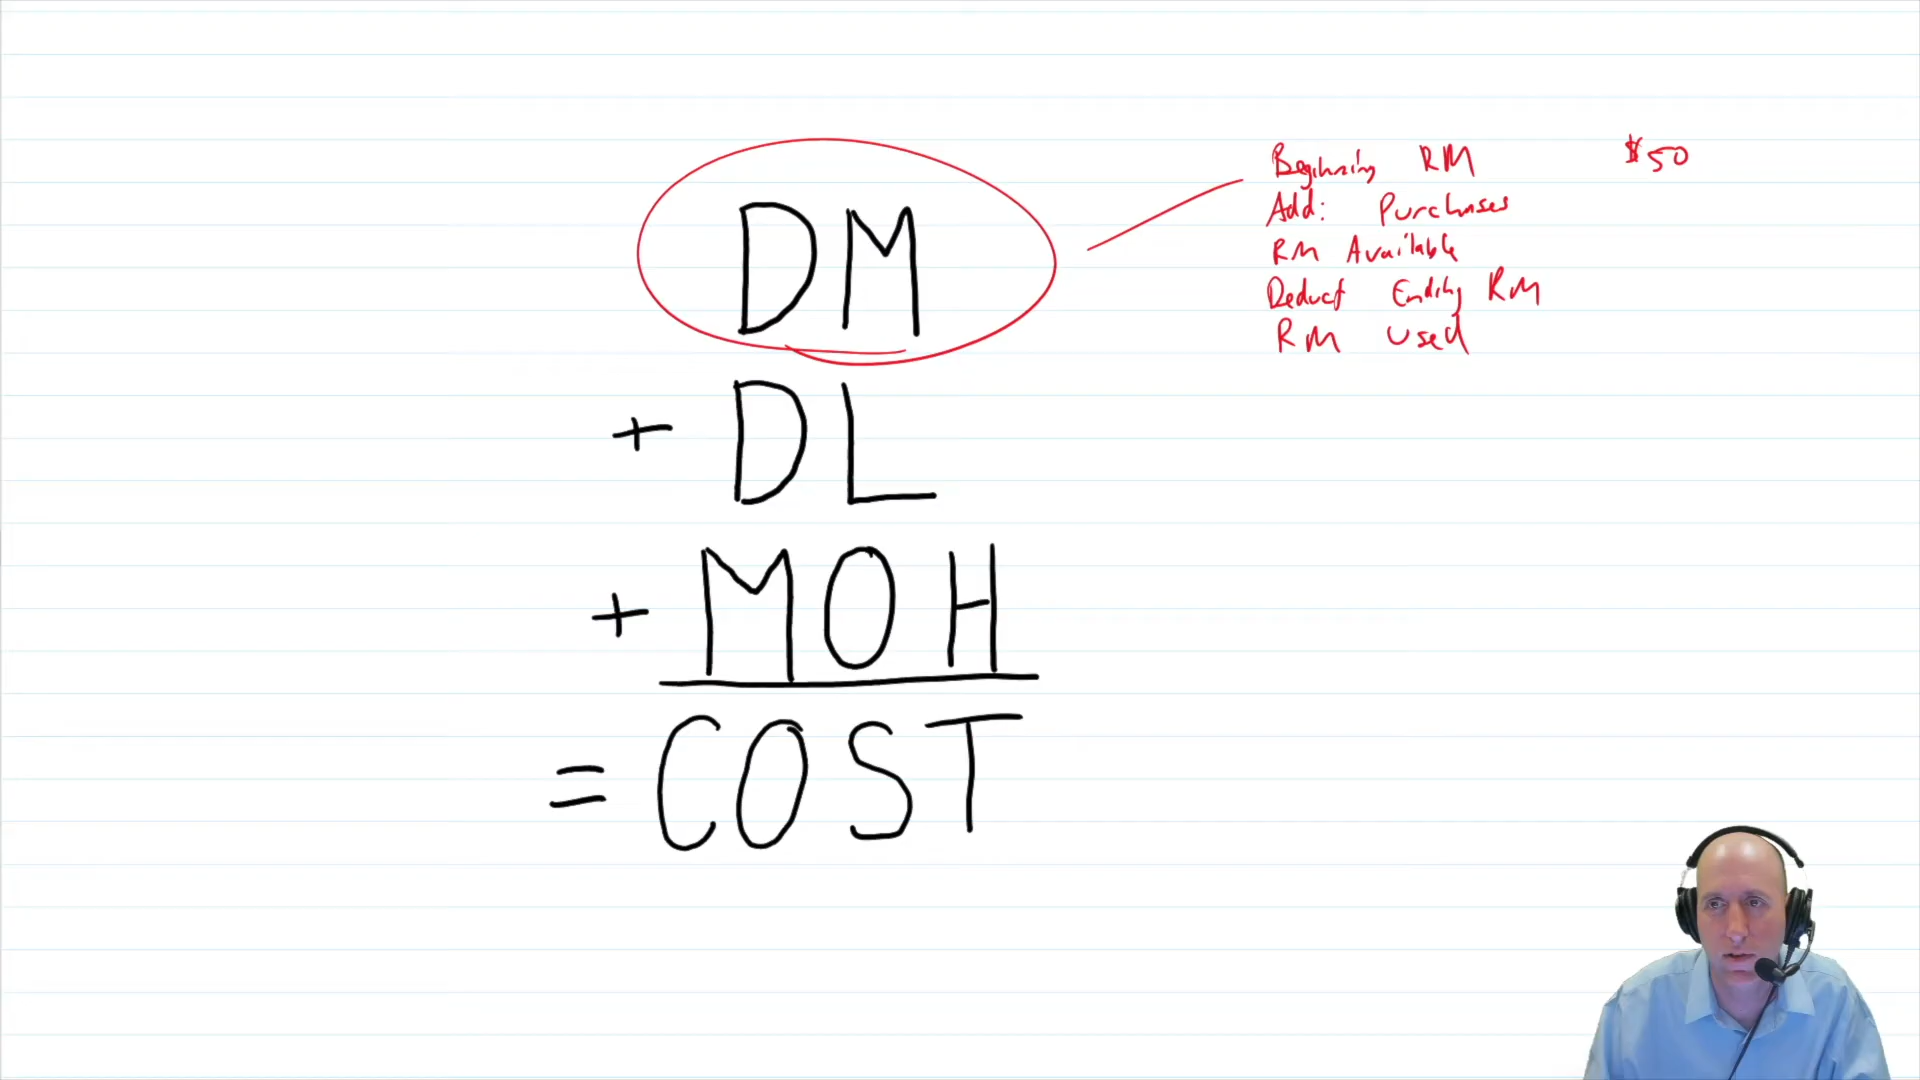 DM
+ DL
+ MOH
= COST
Beginning RM $50
Add: Purchases
RM Available
Deduct Ending RM
RM Used